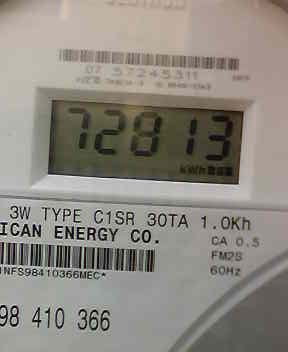 07 57245311
72813
kWh
3W TYPE C1SR 30TA 1.0Kh
ICAN ENERGY CO.
CA 0.5
FM2S
60Hz
1NFS98410366MEC*
98 410 366